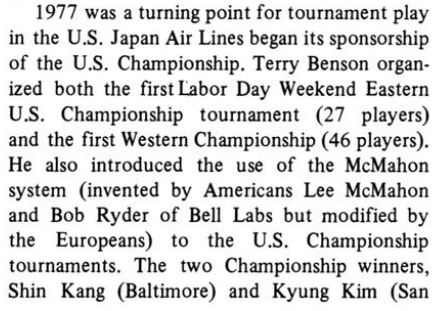 1977 was a turning point for tournament play
in the U.S. Japan Air Lines began its sponsorship
of the U.S. Championship. Terry Benson organ-
ized both the first Labor Day Weekend Eastern
U.S. Championship tournament (27 players)
and the first Western Championship (46 players).
He also introduced the use of the McMahon
system (invented by Americans Lee McMahon
and Bob Ryder of Bell Labs but modified by
the Europeans) to the U.S. Championship
tournaments. The two Championship winners,
Shin Kang (Baltimore) and Kyung Kim (San